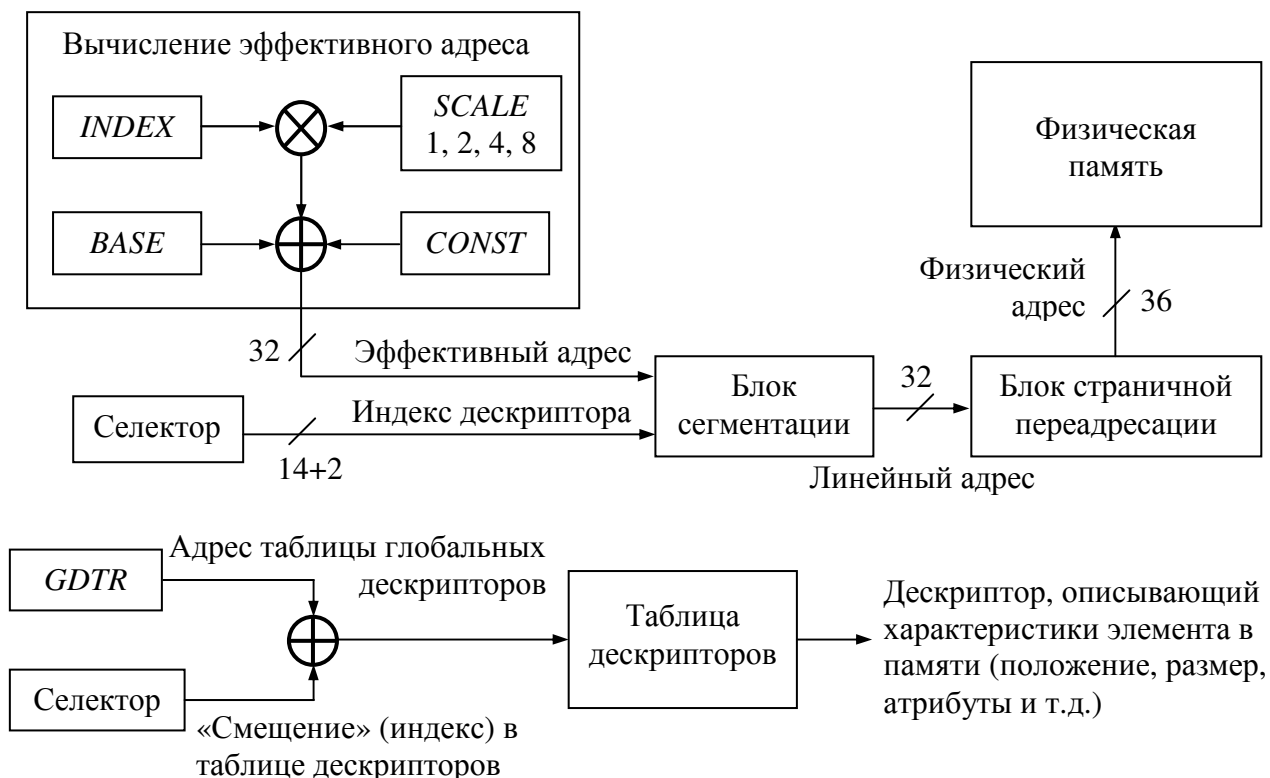 Вычисление эффективного адреса
INDEX
SCALE
1, 2, 4, 8
BASE
CONST
Физическая
память
Физический
адрес
36
32
Эффективный адрес
Селектор
Индекс дескриптора
14+2
Блок
сегментации
32
Линейный адрес
Блок страничной
переадресации
GDTR
Адрес таблицы глобальных
дескрипторов
Селектор
«Смещение» (индекс) в
таблице дескрипторов
Таблица
дескрипторов
Дескриптор, описывающий
характеристики элемента в
памяти (положение, размер,
атрибуты и т.д.)